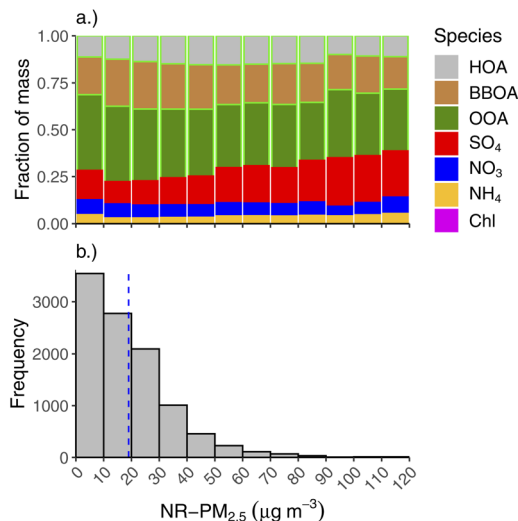 a.)
Fraction of mass
1.00
0.75
0.50
0.25
0.00
Species
HOA
BBOA
OOA
SO₄
NO₃
NH₄
Chl
b.)
Frequency
3000
2000
1000
0
0 10 20 30 40 50 60 70 80 90 100 110 120
NR−PM₂.₅ (μg m⁻³)